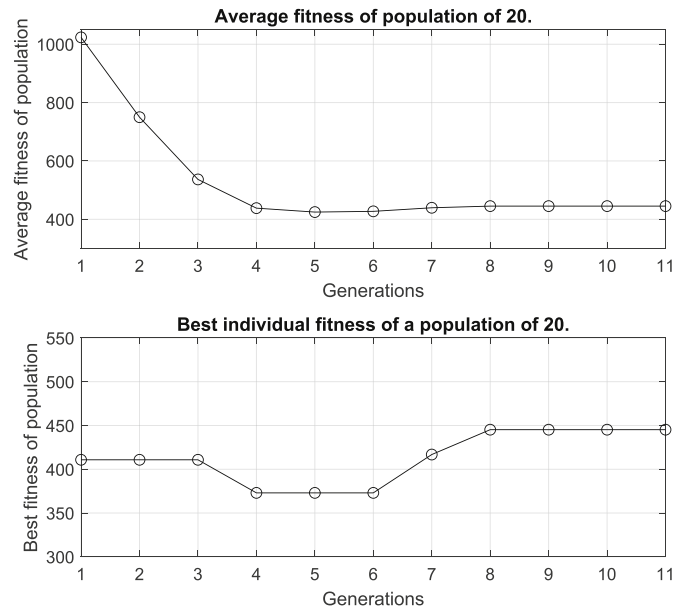 Average fitness of population of 20.
Average fitness of population
1000
800
600
400
1 2 3 4 5 6 7 8 9 10 11
Generations
Best individual fitness of a population of 20.
Best fitness of population
550
500
450
400
350
300
1 2 3 4 5 6 7 8 9 10 11
Generations